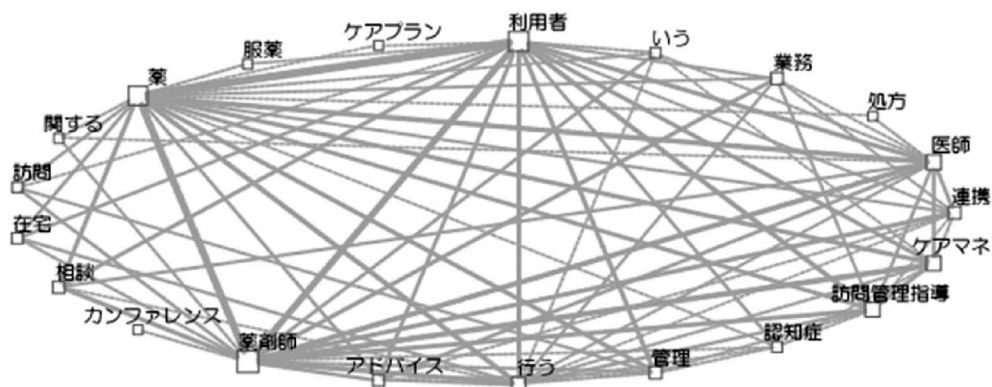 利用者
ケアプラン
いう
服薬
業務
薬
処方
関する
医師
訪問
連携
在宅
ケアマネ
相談
訪問管理指導
カンファレンス
薬剤師
認知症
アドバイス
行う
管理